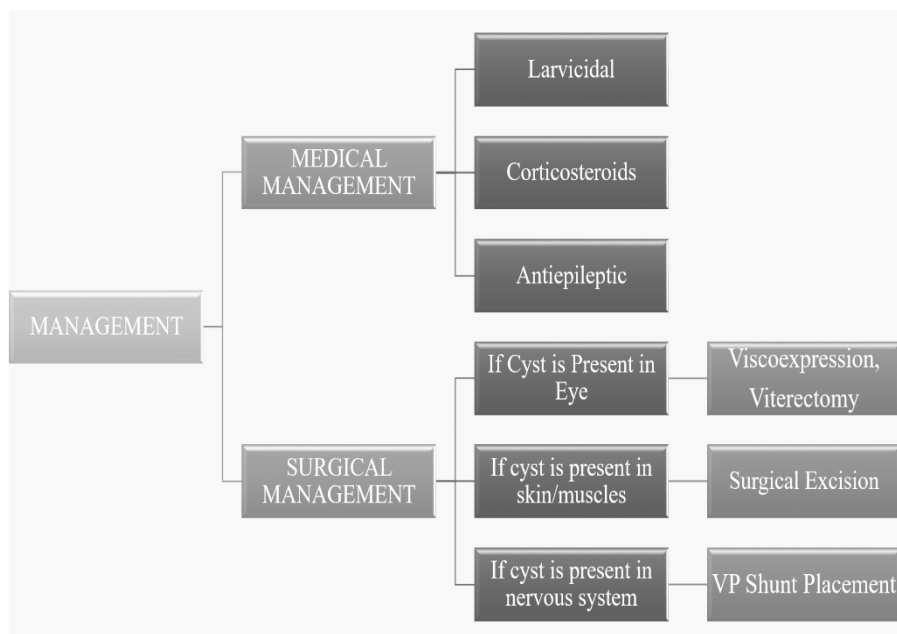 MANAGEMENT
MEDICAL
MANAGEMENT
Larvicidal
Corticosteroids
Antiepileptic
SURGICAL
MANAGEMENT
If Cyst is Present in
Eye
Viscoexpression,
Viterectomy
If cyst is present in
skin/muscles
Surgical Excision
If cyst is present in
nervous system
VP Shunt Placement